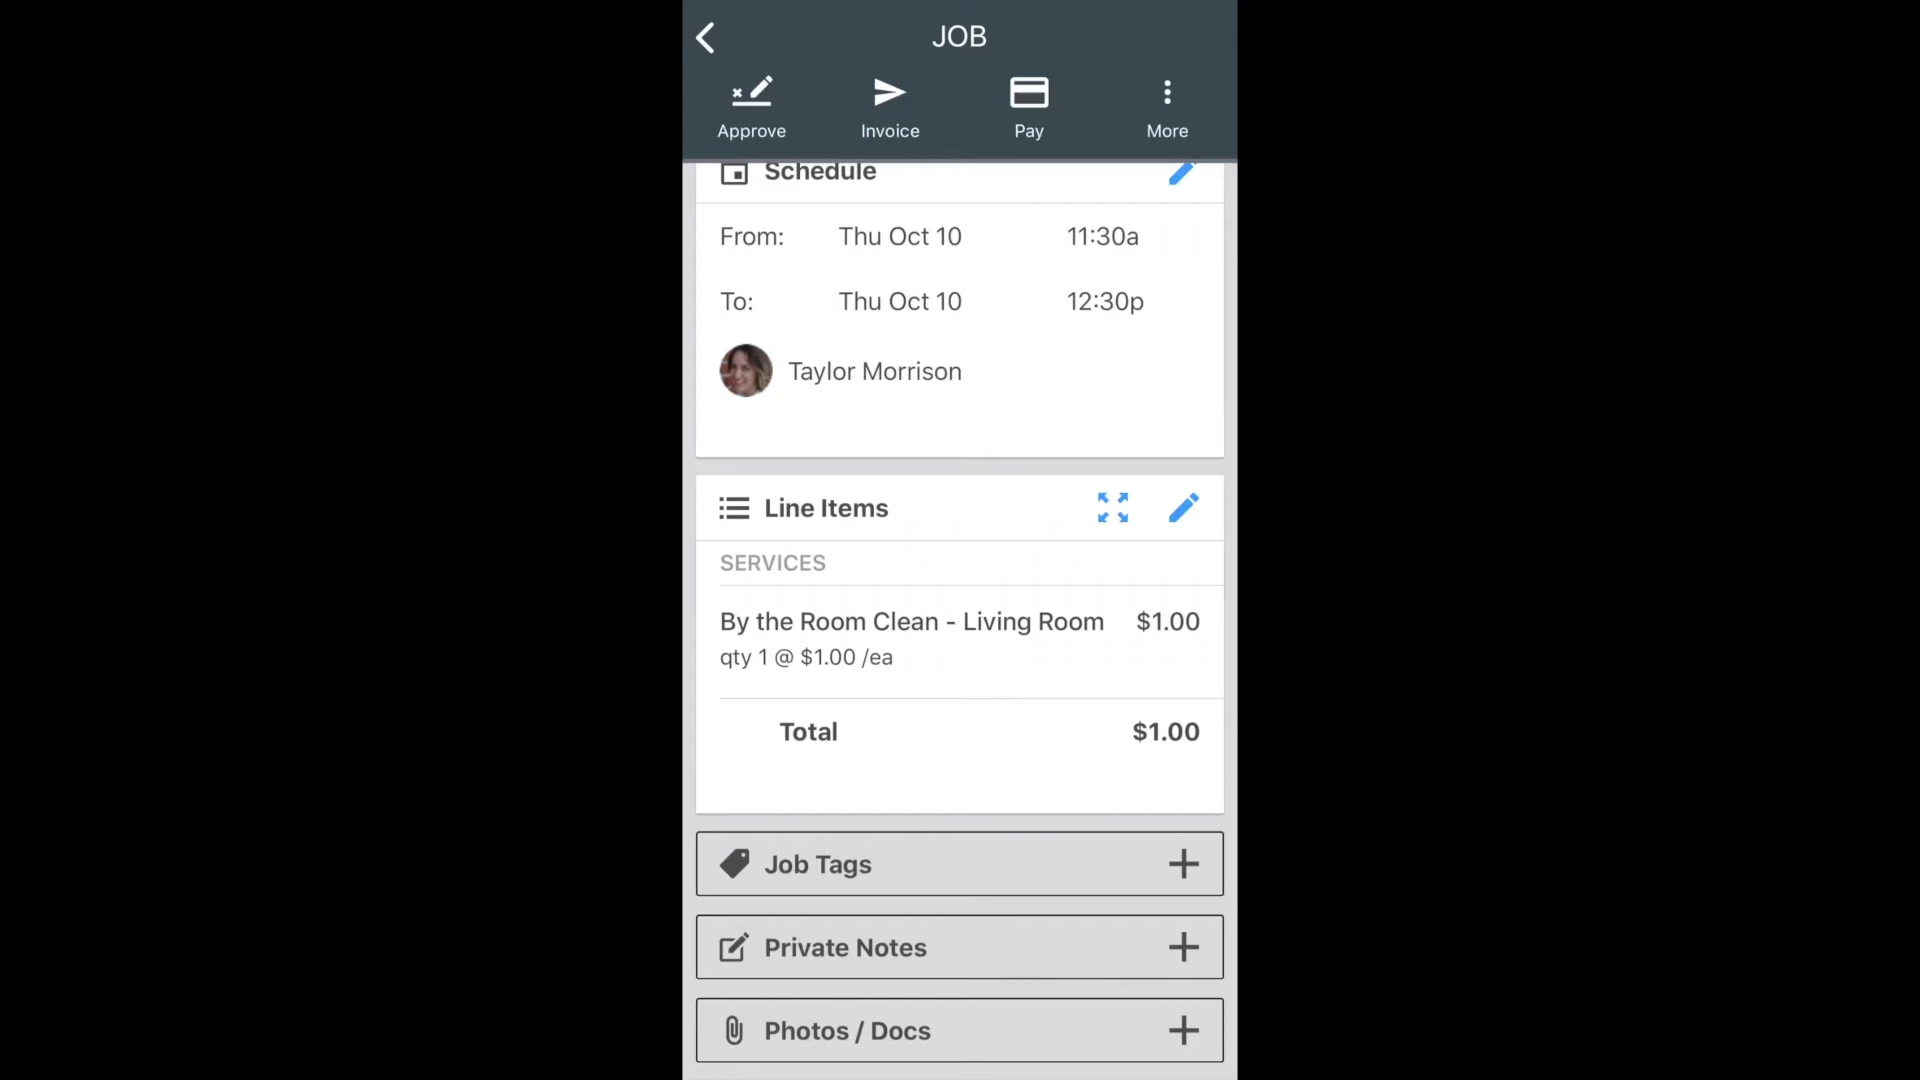 JOB
Approve
Invoice
Pay
More
Schedule
From: Thu Oct 10 11:30a
To: Thu Oct 10 12:30p
Taylor Morrison
Line Items
SERVICES
By the Room Clean - Living Room $1.00
qty 1 @ $1.00 /ea
Total $1.00
Job Tags
Private Notes
Photos / Docs